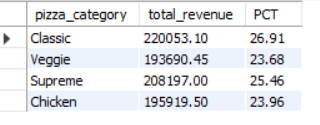 pizza_category total_revenue PCT
Classic 220053.10 26.91
Veggie 193690.45 23.68
Supreme 208197.00 25.46
Chicken 195919.50 23.96